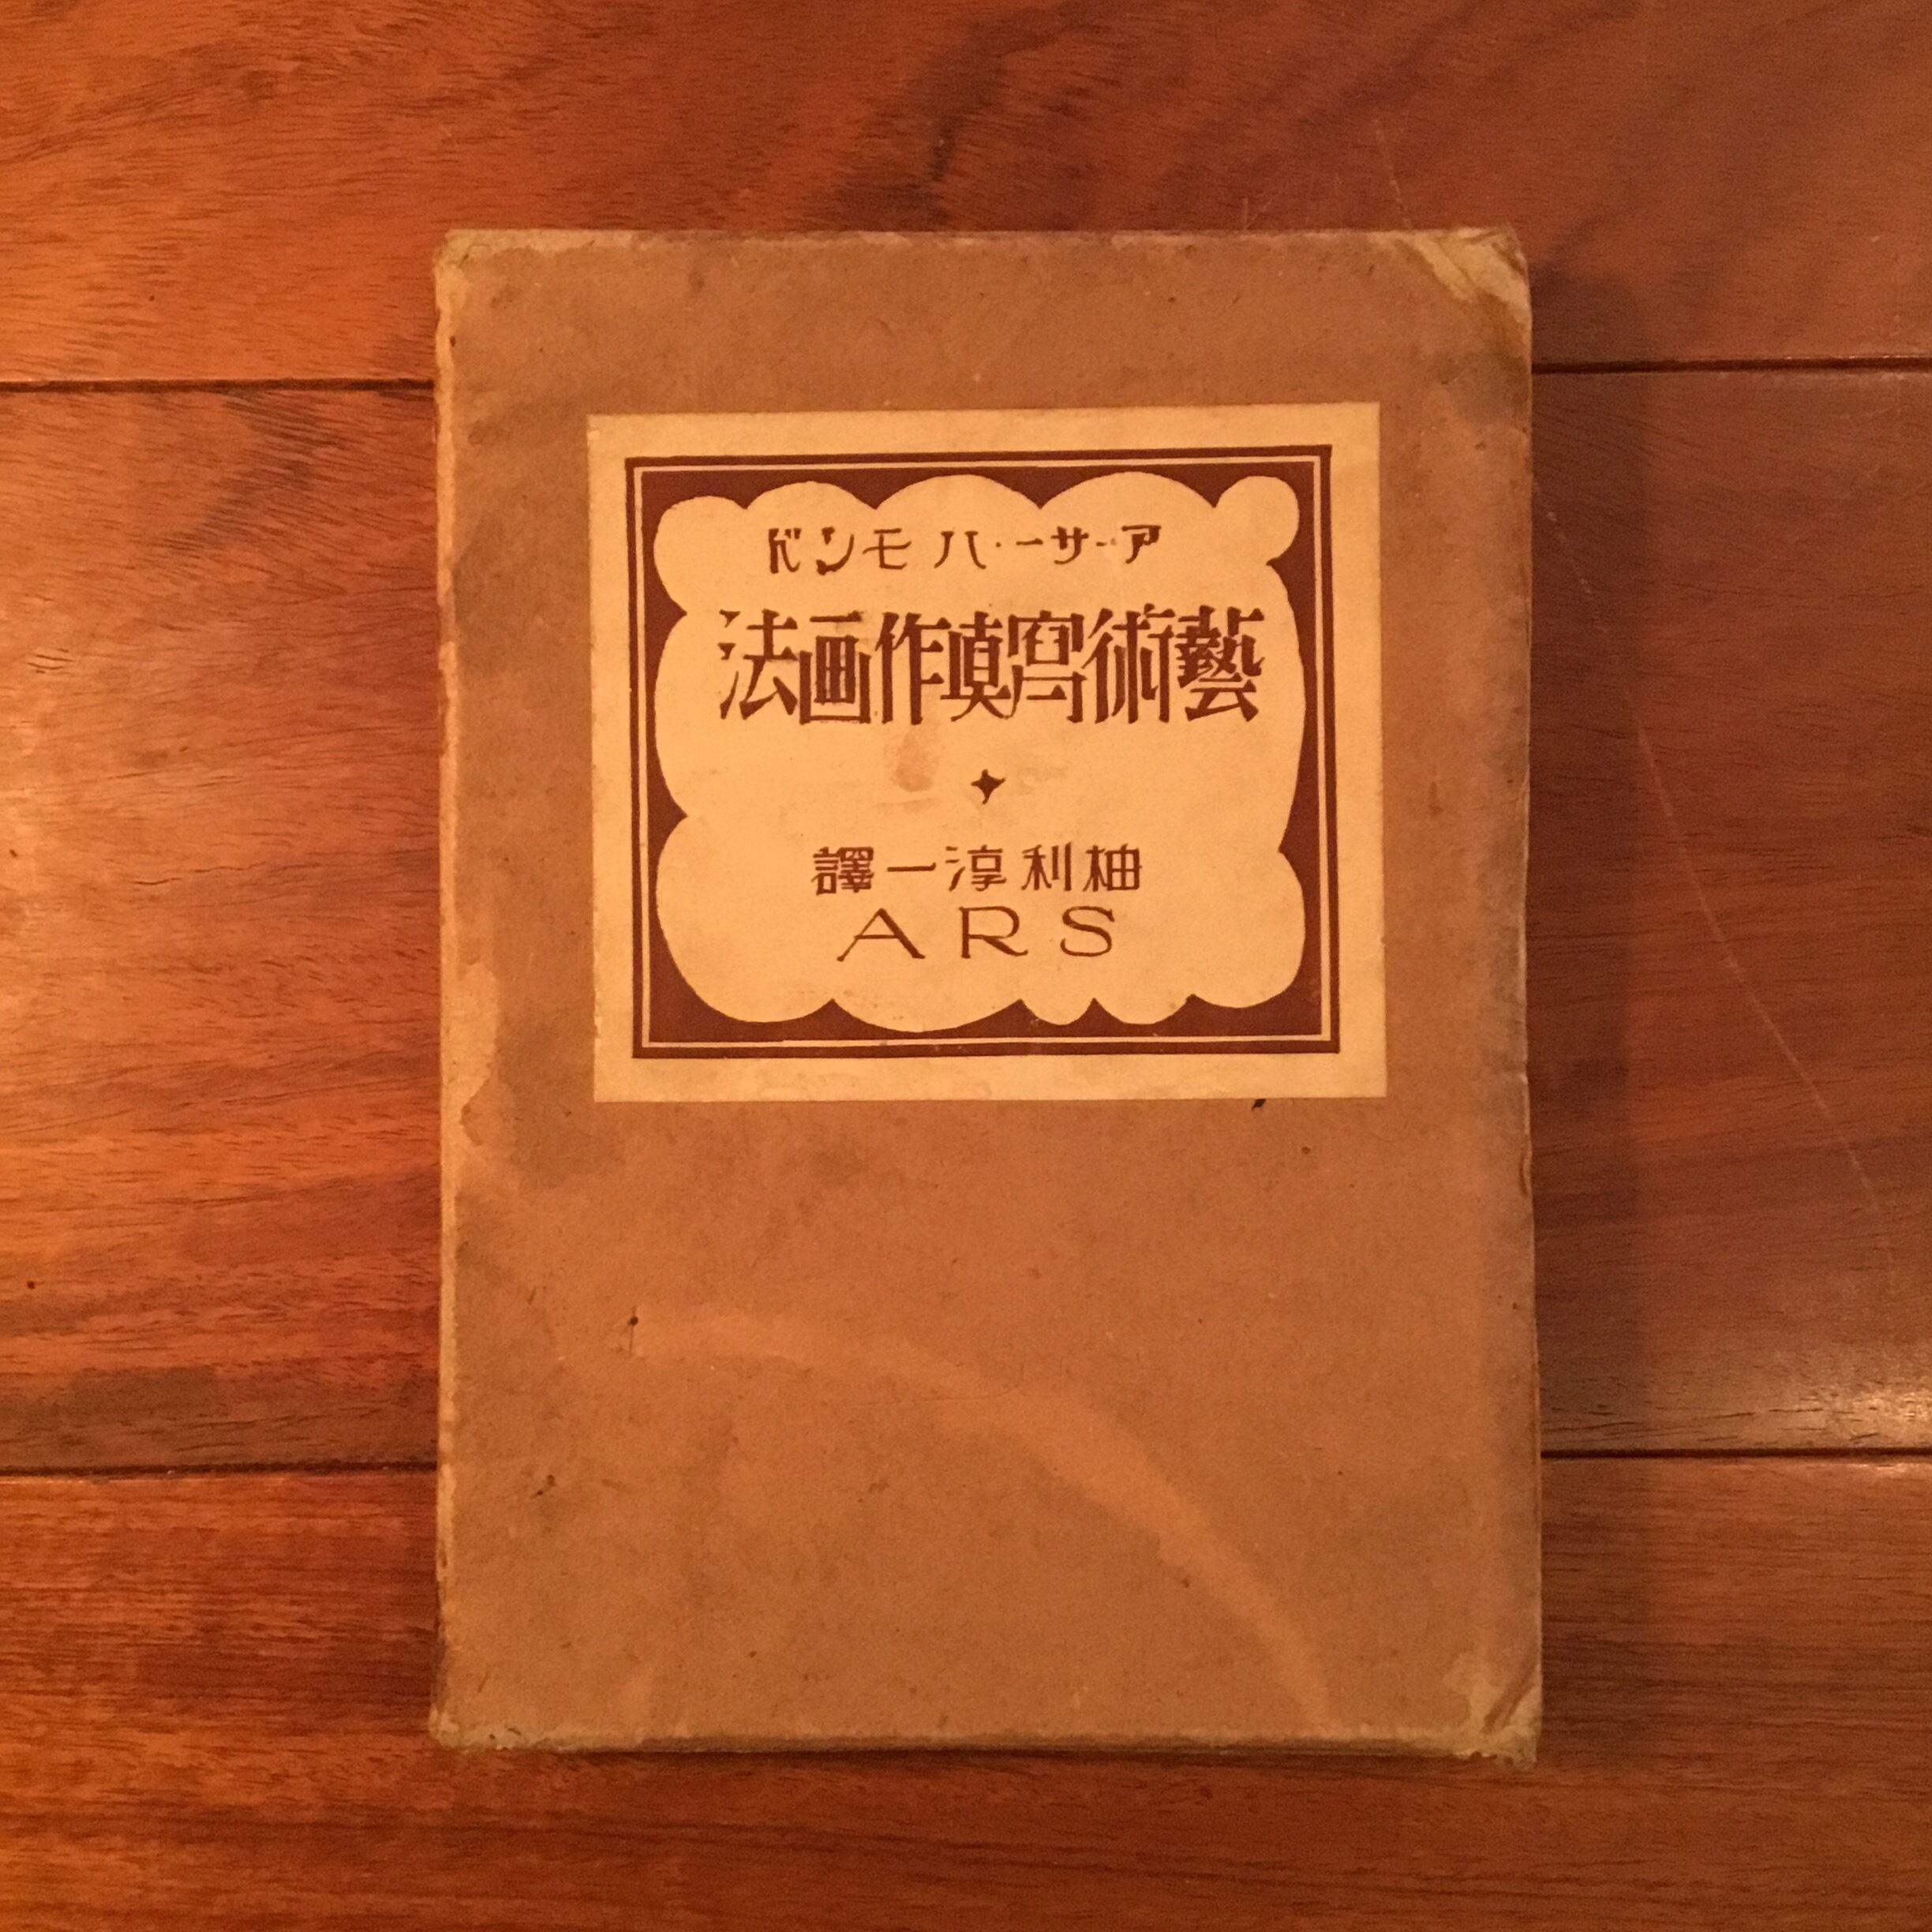 アーサー・ハモンド
藝術寫真作画法
柚利淳一譯
ARS